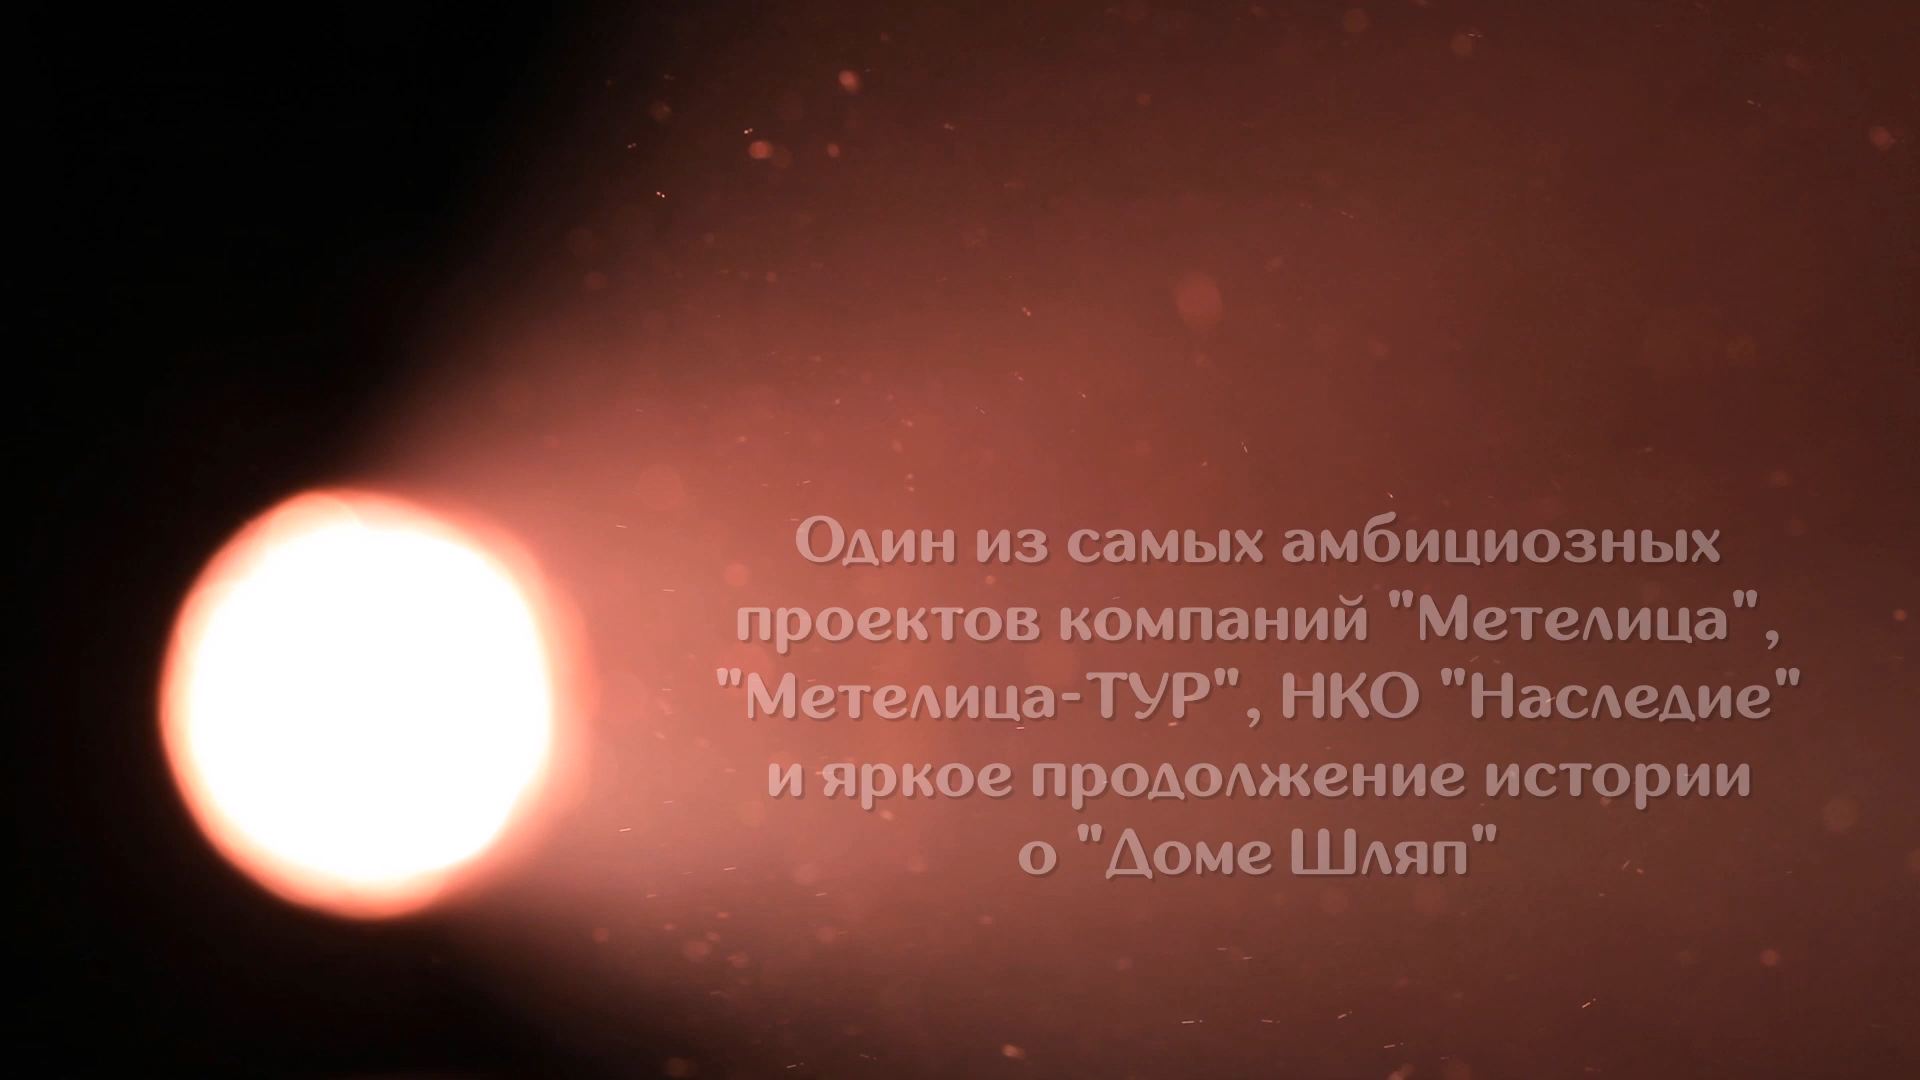 Один из самых амбициозных
проектов компаний "Метелица",
"Метелица-ТУР", НКО "Наследие"
и яркое продолжение истории
о "Доме Шляп"